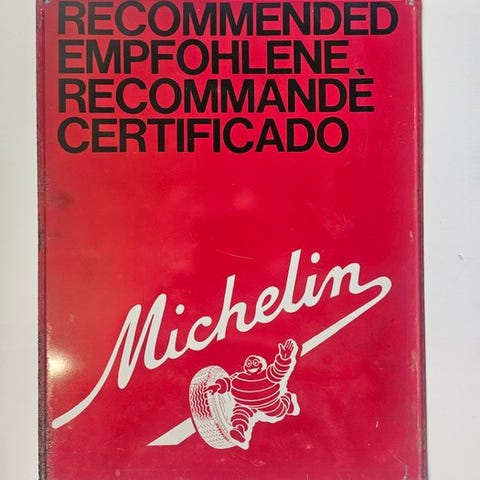 RECOMMENDED
EMPFOHLENE
RECOMMANDÈ
CERTIFICADO
Michelin